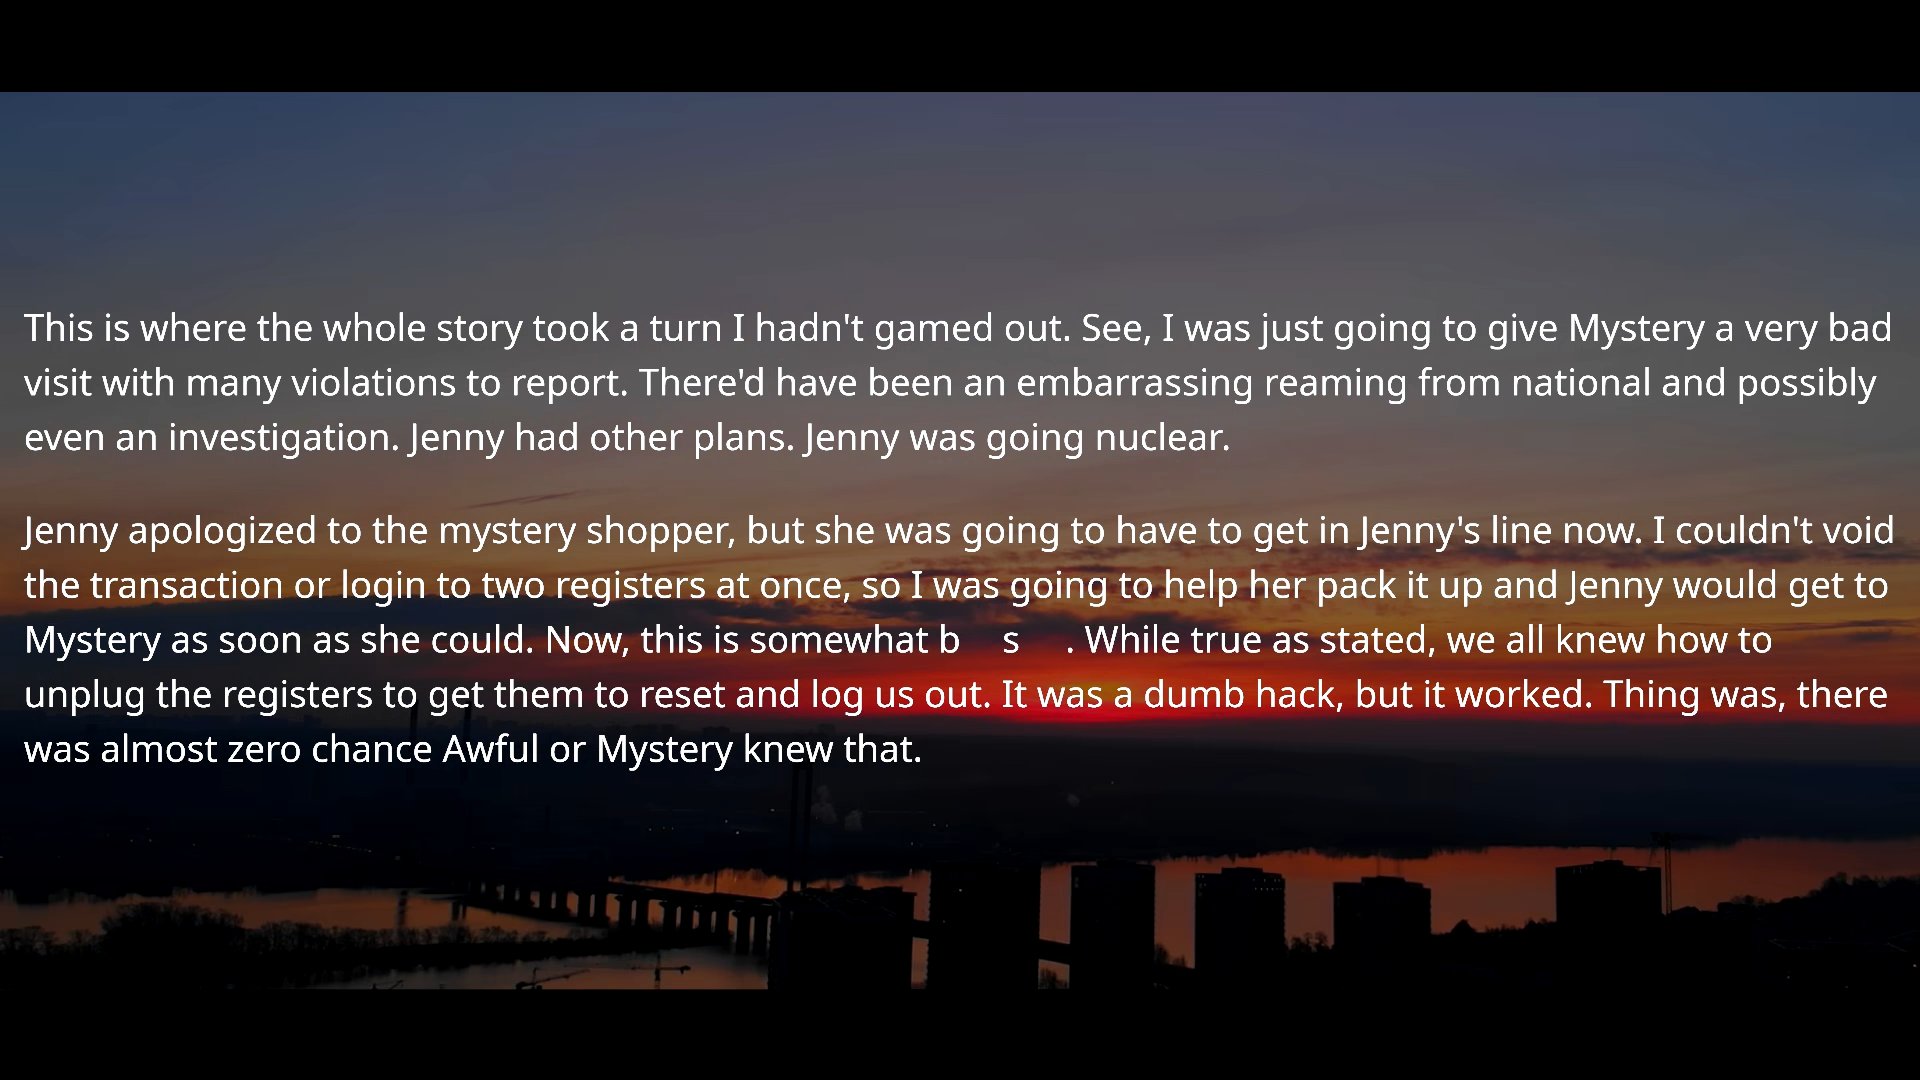 This is where the whole story took a turn I hadn't gamed out. See, I was just going to give Mystery a very bad
visit with many violations to report. There'd have been an embarrassing reaming from national and possibly
even an investigation. Jenny had other plans. Jenny was going nuclear.
Jenny apologized to the mystery shopper, but she was going to have to get in Jenny's line now. I couldn't void
the transaction or login to two registers at once, so I was going to help her pack it up and Jenny would get to
Mystery as soon as she could. Now, this is somewhat b s . While true as stated, we all knew how to
unplug the registers to get them to reset and log us out. It was a dumb hack, but it worked. Thing was, there
was almost zero chance Awful or Mystery knew that.